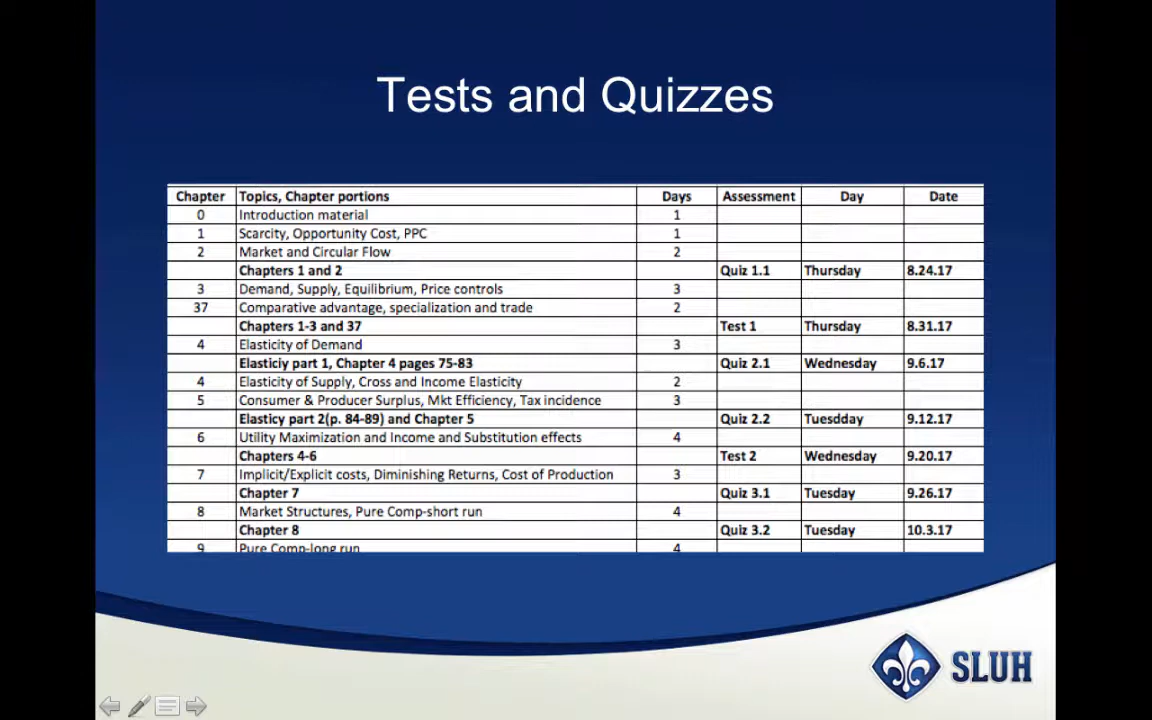 Tests and Quizzes
Chapter Topics, Chapter portions Days Assessment Day Date
0 Introduction material 1
1 Scarcity, Opportunity Cost, PPC 1
2 Market and Circular Flow 2
Chapters 1 and 2 Quiz 1.1 Thursday 8.24.17
3 Demand, Supply, Equilibrium, Price controls 3
37 Comparative advantage, specialization and trade 2
Chapters 1-3 and 37 Test 1 Thursday 8.31.17
4 Elasticity of Demand 3
Elasticiy part 1, Chapter 4 pages 75-83 Quiz 2.1 Wednesday 9.6.17
4 Elasticity of Supply, Cross and Income Elasticity 2
5 Consumer & Producer Surplus, Mkt Efficiency, Tax incidence 3
Elasticy part 2(p. 84-89) and Chapter 5 Quiz 2.2 Tuesdday 9.12.17
6 Utility Maximization and Income and Substitution effects 4
Chapters 4-6 Test 2 Wednesday 9.20.17
7 Implicit/Explicit costs, Diminishing Returns, Cost of Production 3
Chapter 7 Quiz 3.1 Tuesday 9.26.17
8 Market Structures, Pure Comp-short run 4
Chapter 8 Quiz 3.2 Tuesday 10.3.17
9 Pure Comp-long run 4
SLUH